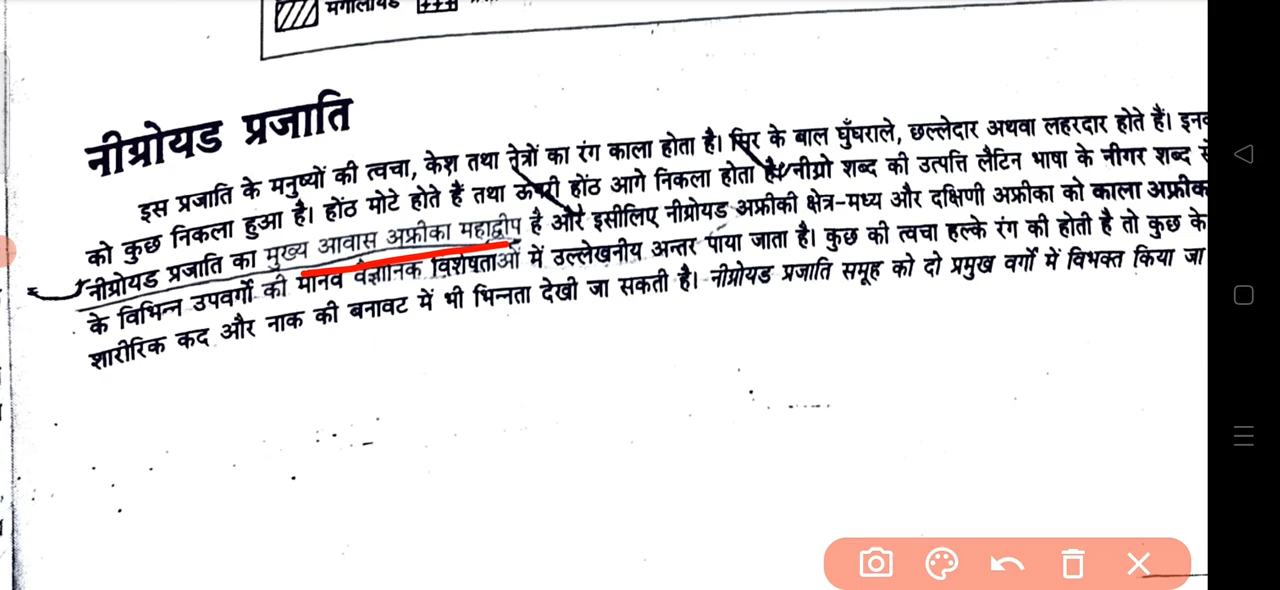 मंगोलायड
नीग्रोयड प्रजाति
इस प्रजाति के मनुष्यों की त्वचा, केश तथा नेत्रों का रंग काला होता है। सिर के बाल घुँघराले, छल्लेदार अथवा लहरदार होते हैं।
को कुछ निकला हुआ है। होंठ मोटे होते हैं तथा ऊपरी होंठ आगे निकला होता है। नीग्रो शब्द की उत्पत्ति लैटिन भाषा के नीगर शब्द से
नीग्रोयड प्रजाति का मुख्य आवास अफ्रीका महाद्वीप है और इसीलिए नीग्रोयड अफ्रीकी क्षेत्र-मध्य और दक्षिणी अफ्रीका को काला अफ्रीक
के विभिन्न उपवर्गो की मानव वैज्ञानिक विशेषताओं में उल्लेखनीय अन्तर पाया जाता है। कुछ की त्वचा हल्के रंग की होती है तो कुछ के
शारीरिक कद और नाक की बनावट में भी भिन्नता देखी जा सकती है। नीग्रोयड प्रजाति समूह को दो प्रमुख वर्गों में विभक्त किया जा